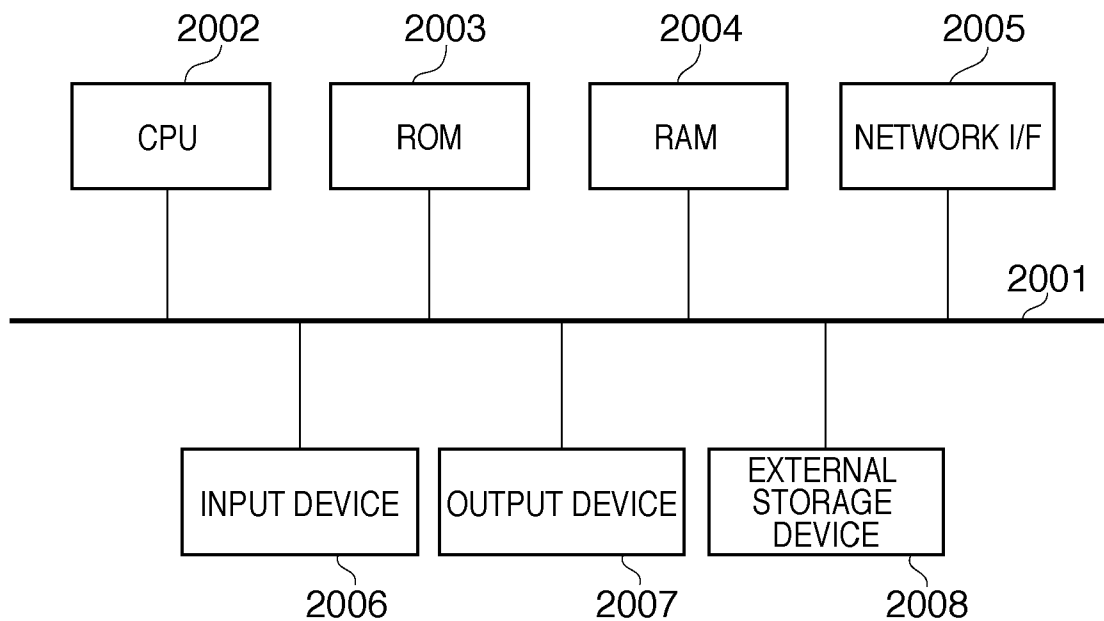 2002
2003
2004
2005
CPU
ROM
RAM
NETWORK I/F
2001
INPUT DEVICE
OUTPUT DEVICE
EXTERNAL
STORAGE
DEVICE
2006
2007
2008